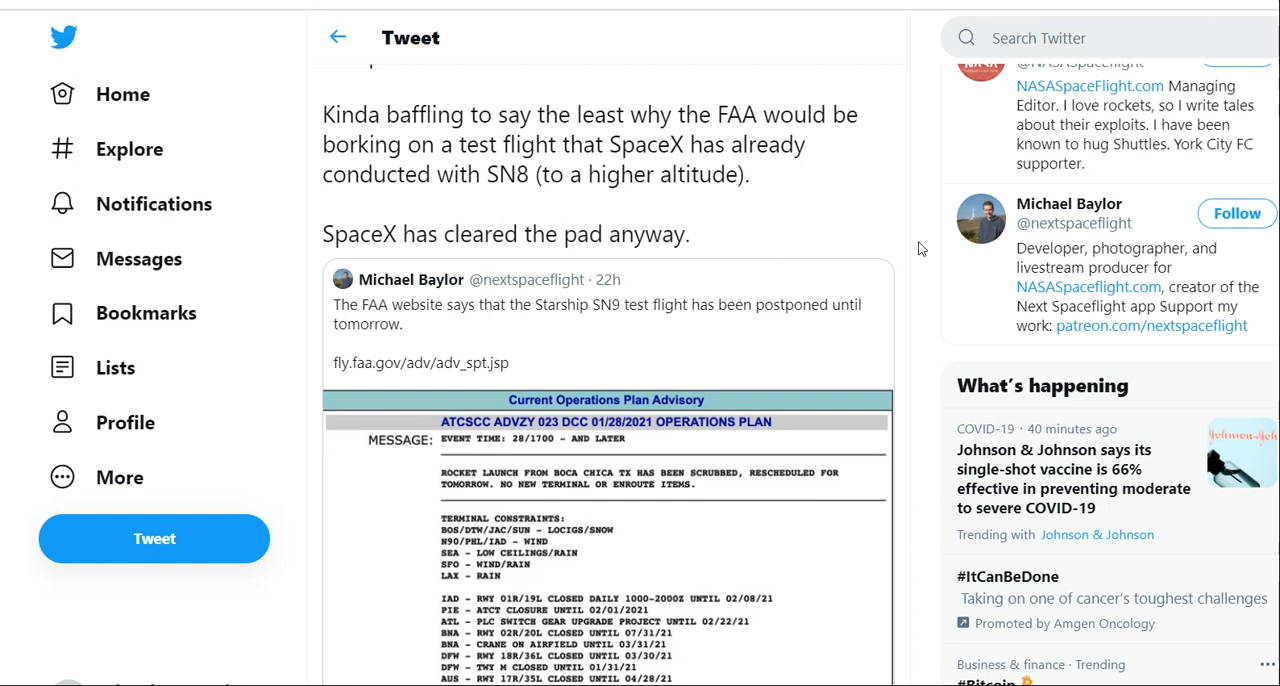 Home
Explore
Notifications
Messages
Bookmarks
Lists
Profile
More
Tweet
Tweet
Kinda baffling to say the least why the FAA would be
borking on a test flight that SpaceX has already
conducted with SN8 (to a higher altitude).
SpaceX has cleared the pad anyway.
Michael Baylor @nextspaceflight · 22h
The FAA website says that the Starship SN9 test flight has been postponed until
tomorrow.
fly.faa.gov/adv/adv_spt.jsp
Current Operations Plan Advisory
ATCSCC ADVZY 023 DCC 01/28/2021 OPERATIONS PLAN
MESSAGE: EVENT TIME: 28/1700 - AND LATER
ROCKET LAUNCH FROM BOCA CHICA TX HAS BEEN SCRUBBED, RESCHEDULED FOR
TOMORROW. NO NEW TERMINAL OR ENROUTE ITEMS.
TERMINAL CONSTRAINTS:
BOS/DTW/JAC/SUN - LOCIGS/SNOW
N90/PHL/IAD - WIND
SEA - LOW CEILINGS/RAIN
SFO - WIND/RAIN
LAX - RAIN
IAD - RWY 01R/19L CLOSED DAILY 1000-2000Z UNTIL 02/08/21
PIE - ATCT CLOSURE UNTIL 02/01/2021
ATL - PLC SWITCH GEAR UPGRADE PROJECT UNTIL 02/22/21
BNA - RWY 02R/20L CLOSED UNTIL 07/31/21
BNA - CRANE ON AIRFIELD UNTIL 03/31/21
DFW - RWY 18R/36L CLOSED UNTIL 03/30/21
DFW - TWY M CLOSED UNTIL 01/31/21
AUS - RWY 17R/35L CLOSED UNTIL 04/28/21
Search Twitter
@NASASpaceflight
NASASpaceFlight.com Managing
Editor. I love rockets, so I write tales
about their exploits. I have been
known to hug Shuttles. York City FC
supporter.
Michael Baylor
@nextspaceflight
Follow
Developer, photographer, and
livestream producer for
NASASpaceflight.com, creator of the
Next Spaceflight app Support my
work: patreon.com/nextspaceflight
What's happening
COVID-19 · 40 minutes ago
Johnson & Johnson says its
single-shot vaccine is 66%
effective in preventing moderate
to severe COVID-19
Johnson & Johnson
Trending with Johnson & Johnson
#ItCanBeDone
Taking on one of cancer's toughest challenges
Promoted by Amgen Oncology
Business & finance · Trending
#Bitcoin